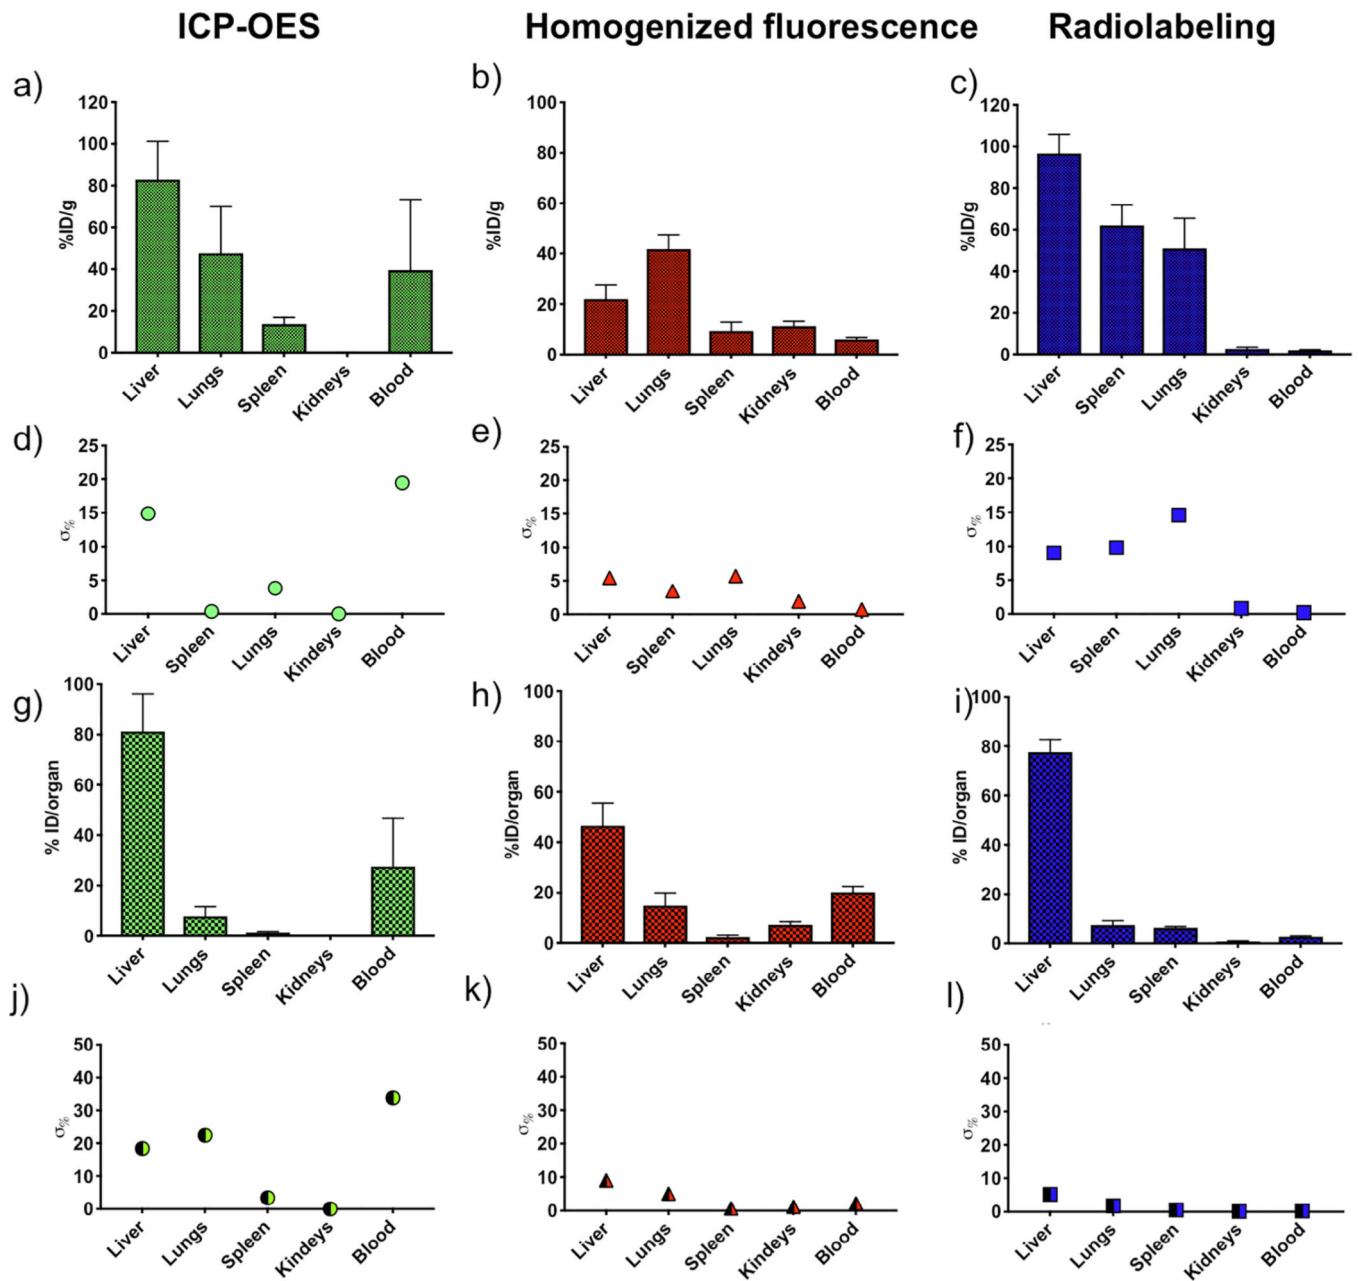 ICP-OES Homogenized fluorescence Radiolabeling
a)
120
100
80
60
40
20
0
%ID/g
Liver Lungs Spleen Kidneys Blood
b)
100
80
60
40
20
0
%ID/g
Liver Lungs Spleen Kidneys Blood
c)
120
100
80
60
40
20
0
%ID/g
Liver Spleen Lungs Kidney Blood
d)
25
20
15
10
5
0
σ%
Liver Spleen Lungs Kindeys Blood
e)
25
20
15
10
5
0
σ%
Liver Spleen Lungs Kindeys Blood
f)
25
20
15
10
5
0
σ%
Liver Spleen Lungs Kidneys Blood
g)
100
80
60
40
20
0
% ID/organ
Liver Lungs Spleen Kidneys Blood
h)
100
80
60
40
20
0
%ID/organ
Liver Lungs Spleen Kidneys Blood
i)
100
80
60
40
20
0
% ID/organ
Liver Lungs Spleen Kidney Blood
j)
50
40
30
20
10
0
σ%
Liver Lungs Spleen Kindeys Blood
k)
50
40
30
20
10
0
σ%
Liver Lungs Spleen Kindeys Blood
l)
50
40
30
20
10
0
σ%
Liver Lungs Spleen Kidneys Blood